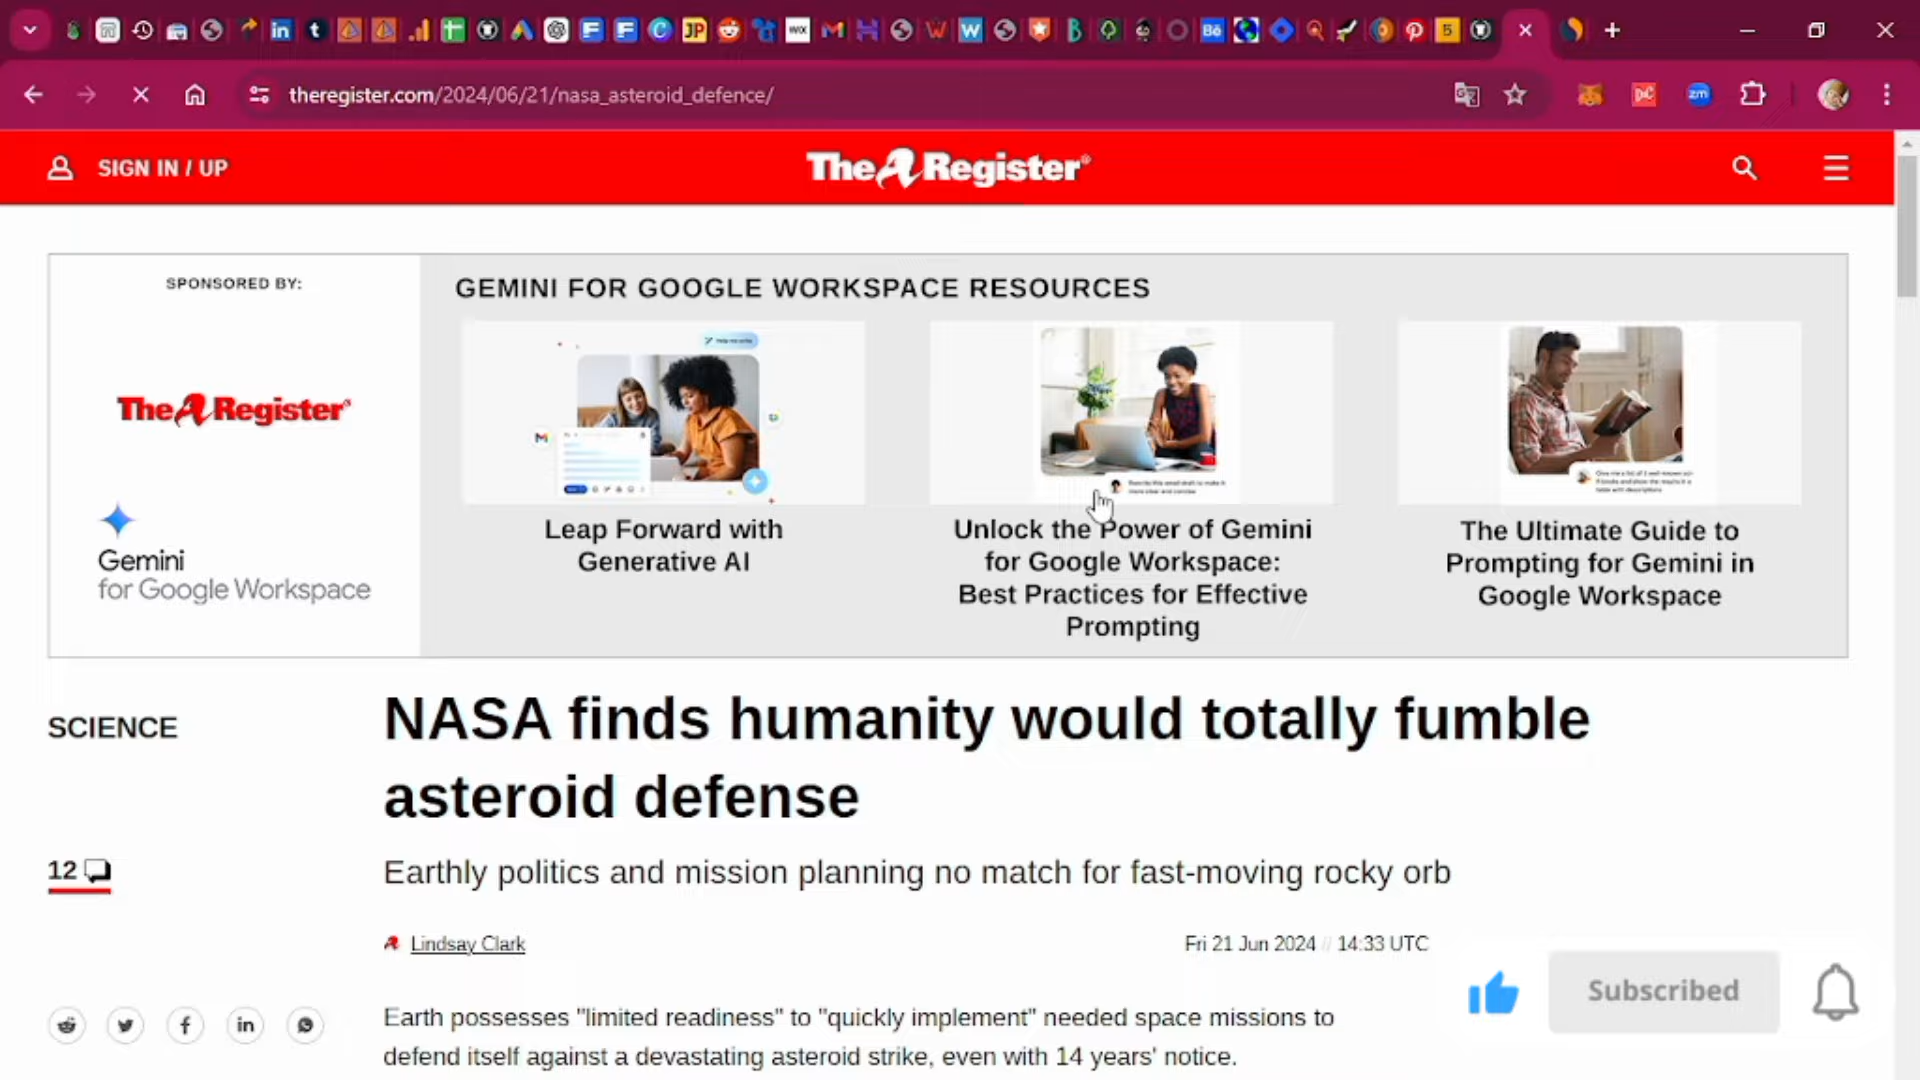 theregister.com/2024/06/21/nasa_asteroid_defence/
SIGN IN / UP
The Register®
SPONSORED BY:
The Register®
Gemini
for Google Workspace
GEMINI FOR GOOGLE WORKSPACE RESOURCES
Leap Forward with
Generative AI
Unlock the Power of Gemini
for Google Workspace:
Best Practices for Effective
Prompting
The Ultimate Guide to
Prompting for Gemini in
Google Workspace
SCIENCE
NASA finds humanity would totally fumble
asteroid defense
12
Earthly politics and mission planning no match for fast-moving rocky orb
Lindsay Clark
Fri 21 Jun 2024 // 14:33 UTC
Subscribed
Earth possesses "limited readiness" to "quickly implement" needed space missions to
defend itself against a devastating asteroid strike, even with 14 years' notice.